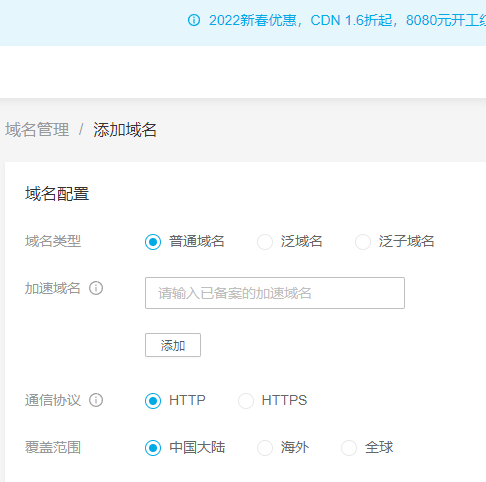 2022新春优惠，CDN 1.6折起，8080元开工红
域名管理 / 添加域名
域名配置
域名类型 普通域名 泛域名 泛子域名
加速域名 请输入已备案的加速域名
添加
通信协议 HTTP HTTPS
覆盖范围 中国大陆 海外 全球